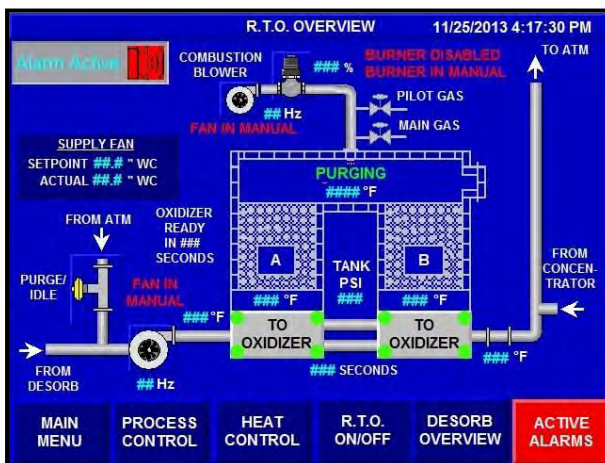 R.T.O. OVERVIEW
11/25/2013 4:17:30 PM
Alarm Active
COMBUSTION
BLOWER
### %
BURNER DISABLED
BURNER IN MANUAL
TO ATM
## Hz
FAN IN MANUAL
PILOT GAS
MAIN GAS
SUPPLY FAN
SETPOINT ##.# " WC
ACTUAL ##.# " WC
PURGING
#### °F
FROM ATM
OXIDIZER
READY
IN ###
SECONDS
A
TANK
PSI
###
B
FROM
CONCEN-
TRATOR
PURGE/
IDLE
FAN IN
MANUAL
### °F
### °F
###°F
TO
OXIDIZER
TO
OXIDIZER
### °F
FROM
DESORB
## Hz
### SECONDS
MAIN
MENU
PROCESS
CONTROL
HEAT
CONTROL
R.T.O.
ON/OFF
DESORB
OVERVIEW
ACTIVE
ALARMS